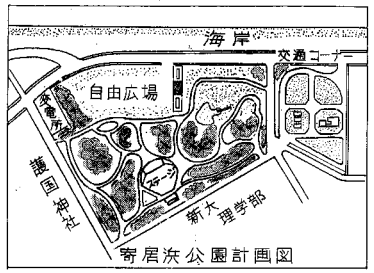 海岸
交通コーナー
自由広場
変電所
護国神社
ステージ
新大
理学部
寄居浜公園計画図